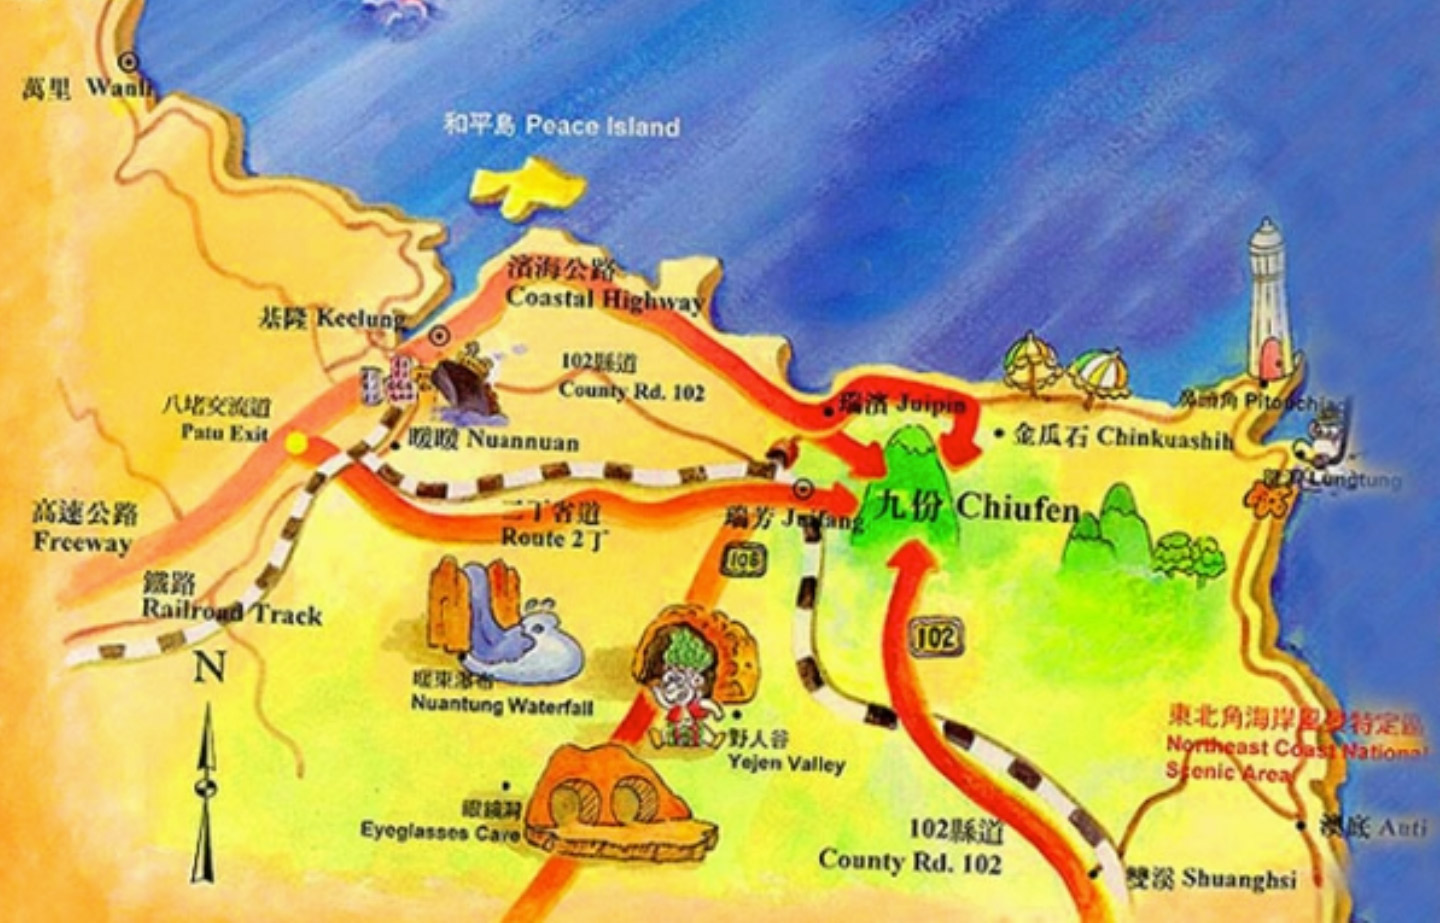 萬里 Wanli
和平島 Peace Island
濱海公路
Coastal Highway
基隆 Keelung
102縣道
County Rd. 102
八堵交流道
Patu Exit
暖暖 Nuannuan
瑞濱 Juipin
鼻頭角 Pitouchiao
金瓜石 Chinkuashih
Lungtung
高速公路
Freeway
二丁省道
Route 2丁
瑞芳 Juifang
九份 Chiufen
106
鐵路
Railroad Track
102
N
暖東瀑布
Nuantung Waterfall
野人谷
Yejen Valley
東北角海岸風景特定區
Northeast Coast National
Scenic Area
眼鏡洞
Eyeglasses Cave
102縣道
County Rd. 102
澳底 Auti
雙溪 Shuanghsi